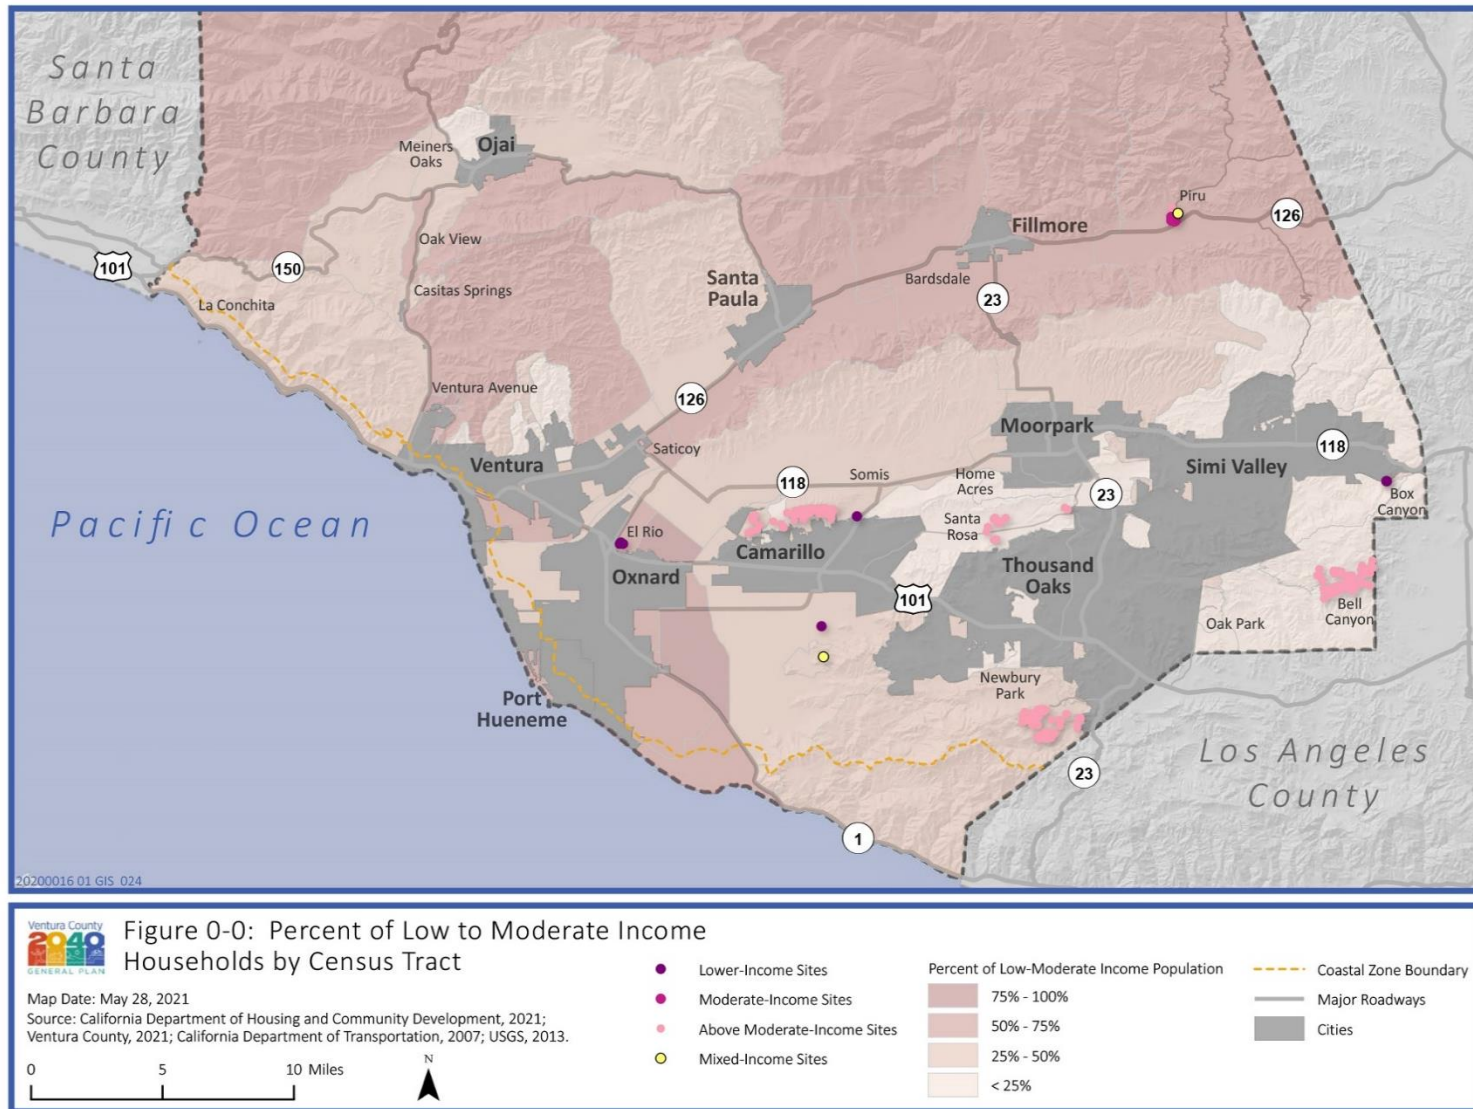 Santa
Barbara
County
Meiners
Oaks
Ojai
Piru
126
Fillmore
Oak View
101
150
Santa
Paula
Bardsdale
Casitas Springs
23
La Conchita
Ventura Avenue
126
Moorpark
118
Saticoy
Ventura
Simi Valley
118
Somis
Home
Acres
23
Box
Canyon
Pacific Ocean
El Rio
Santa
Rosa
Camarillo
Oxnard
Thousand
Oaks
101
Bell
Canyon
Oak Park
Newbury
Park
Port
Hueneme
Los Angeles
County
23
1
20200016 01 GIS 024
Ventura County
2040
GENERAL PLAN
Figure 0-0: Percent of Low to Moderate Income
Households by Census Tract
Map Date: May 28, 2021
Source: California Department of Housing and Community Development, 2021;
Ventura County, 2021; California Department of Transportation, 2007; USGS, 2013.
0 5 10 Miles
N
Lower-Income Sites
Moderate-Income Sites
Above Moderate-Income Sites
Mixed-Income Sites
Percent of Low-Moderate Income Population
75% - 100%
50% - 75%
25% - 50%
< 25%
Coastal Zone Boundary
Major Roadways
Cities